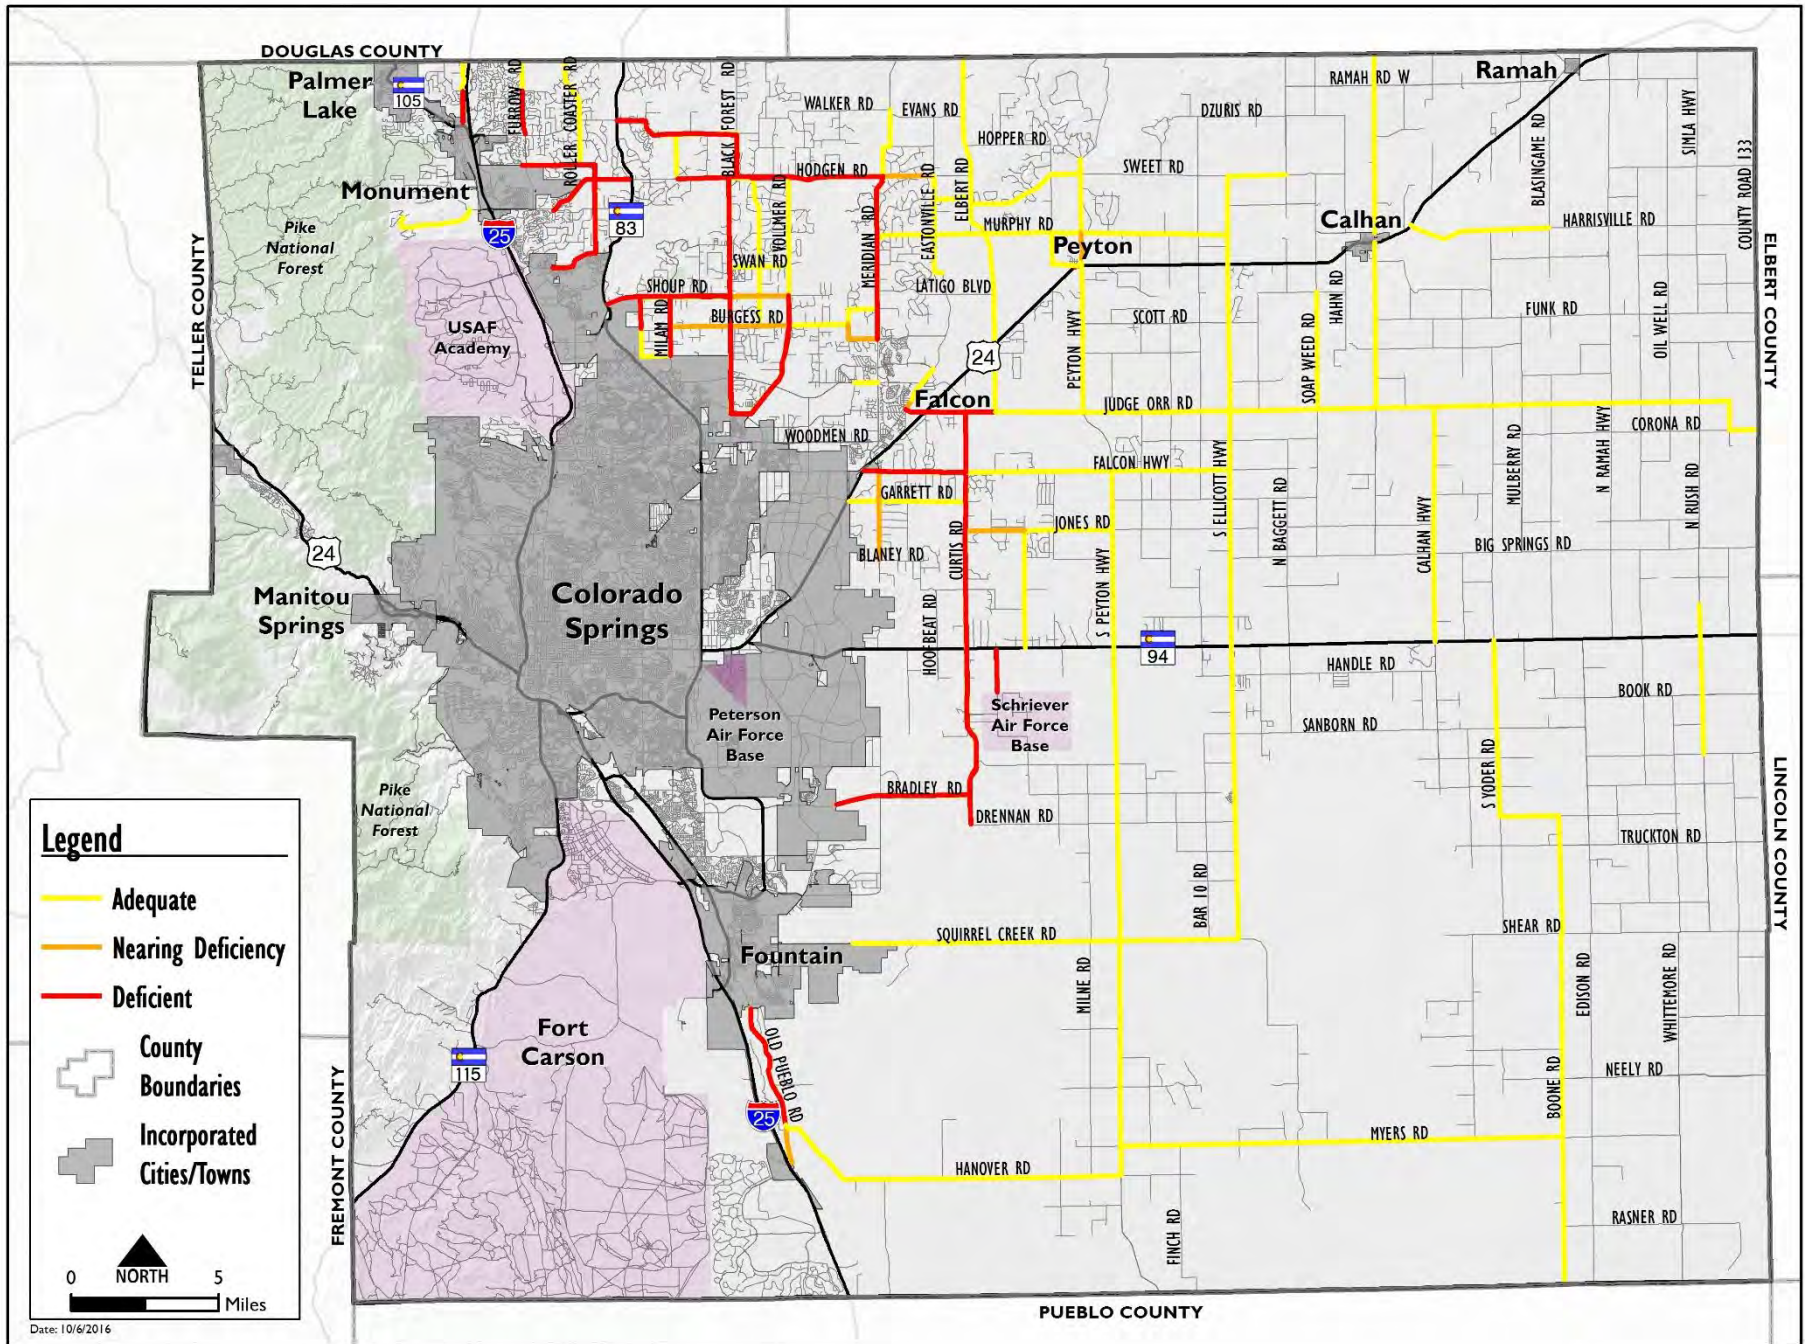 DOUGLAS COUNTY
Palmer
Lake
105
FURROW RD
ROLLER COASTER RD
BLACK FOREST RD
WALKER RD
EVANS RD
HOPPER RD
DZURIS RD
RAMAH RD W
Ramah
SIMLA HWY
BLASINGAME RD
COUNTY ROAD 133
Monument
HODGEN RD
SWEET RD
ELBERT RD
EASTONVILLE RD
MERIDIAN RD
VOLLMER RD
MURPHY RD
Peyton
Calhan
HARRISVILLE RD
Pike
National
Forest
25
83
SWAN RD
SHOUP RD
LATIGO BLVD
TELLER COUNTY
ELBERT COUNTY
USAF
Academy
MILAM RD
BURGESS RD
SCOTT RD
HAHN RD
FUNK RD
OIL WELL RD
PEYTON HWY
SOAP WEED RD
24
Falcon
JUDGE ORR RD
N RAMAH HWY
CORONA RD
WOODMEN RD
FALCON HWY
S ELLICOTT HWY
MULBERRY RD
GARRETT RD
N BAGGETT RD
N RUSH RD
JONES RD
CALHAN HWY
BIG SPRINGS RD
BLANEY RD
CURTIS RD
24
Manitou
Springs
Colorado
Springs
HOOFBEAT RD
S PEYTON HWY
94
HANDLE RD
BOOK RD
Peterson
Air Force
Base
Schriever
Air Force
Base
SANBORN RD
S YODER RD
LINCOLN COUNTY
Pike
National
Forest
BRADLEY RD
DRENNAN RD
TRUCKTON RD
BAR 10 RD
SQUIRREL CREEK RD
SHEAR RD
Fountain
MILNE RD
EDISON RD
WHITTEMORE RD
Fort
Carson
115
OLD PUEBLO RD
25
BOONE RD
NEELY RD
FREMONT COUNTY
MYERS RD
HANOVER RD
FINCH RD
RASNER RD
PUEBLO COUNTY
Legend
Adequate
Nearing Deficiency
Deficient
County
Boundaries
Incorporated
Cities/Towns
NORTH
0 5
Miles
Date: 10/6/2016